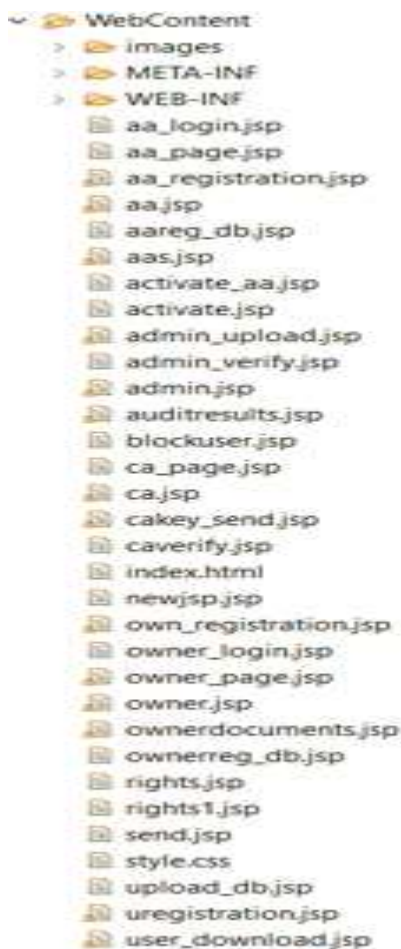 WebContent
images
META-INF
WEB-INF
aa_login.jsp
aa_page.jsp
aa_registration.jsp
aa.jsp
aareg_db.jsp
aas.jsp
activate_aa.jsp
activate.jsp
admin_upload.jsp
admin_verify.jsp
admin.jsp
auditresults.jsp
blockuser.jsp
ca_page.jsp
ca.jsp
cakey_send.jsp
caverify.jsp
index.html
newjsp.jsp
own_registration.jsp
owner_login.jsp
owner_page.jsp
owner.jsp
ownerdocuments.jsp
ownerreg_db.jsp
rights.jsp
rights1.jsp
send.jsp
style.css
upload_db.jsp
uregistration.jsp
user_download.jsp